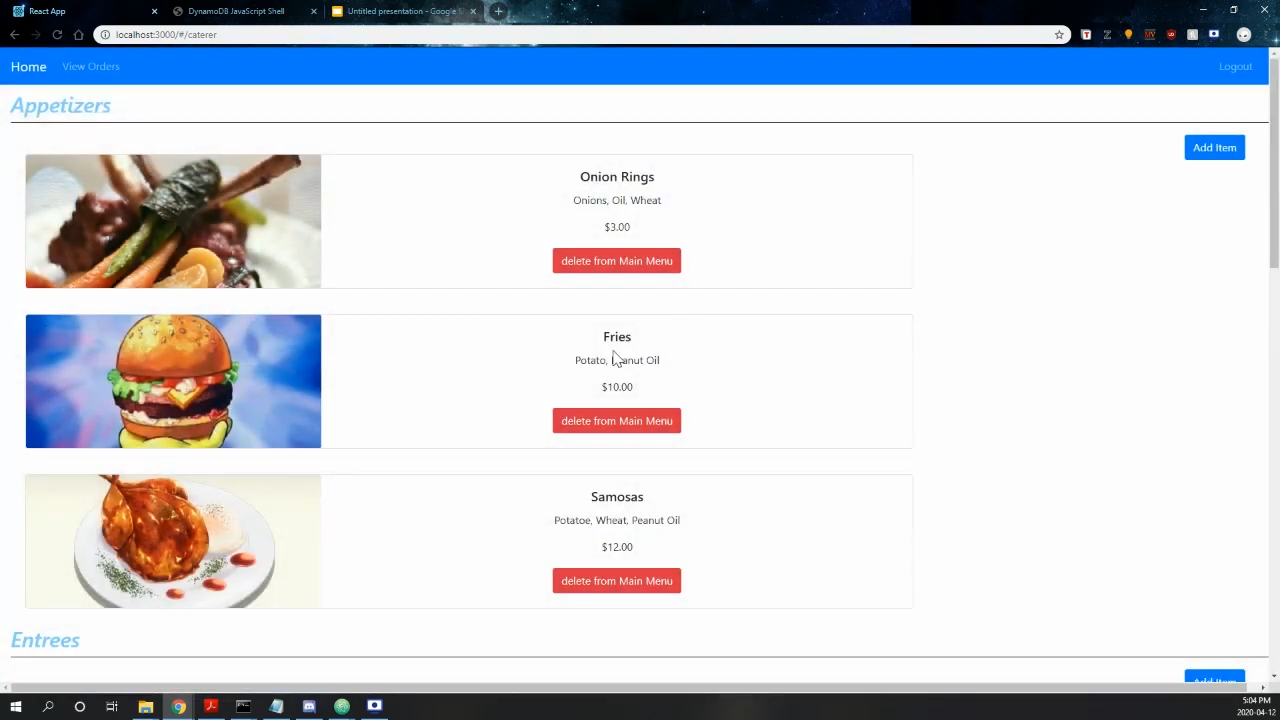 React App
DynamoDB JavaScript Shell
Untitled presentation - Google
localhost:3000/#/caterer
Home
View Orders
Logout
Appetizers
Add Item
Onion Rings
Onions, Oil, Wheat
$3.00
delete from Main Menu
Fries
Potato, Peanut Oil
$10.00
delete from Main Menu
Samosas
Potatoe, Wheat, Peanut Oil
$12.00
delete from Main Menu
Entrees
Add Item
5:04 PM
2020-04-12